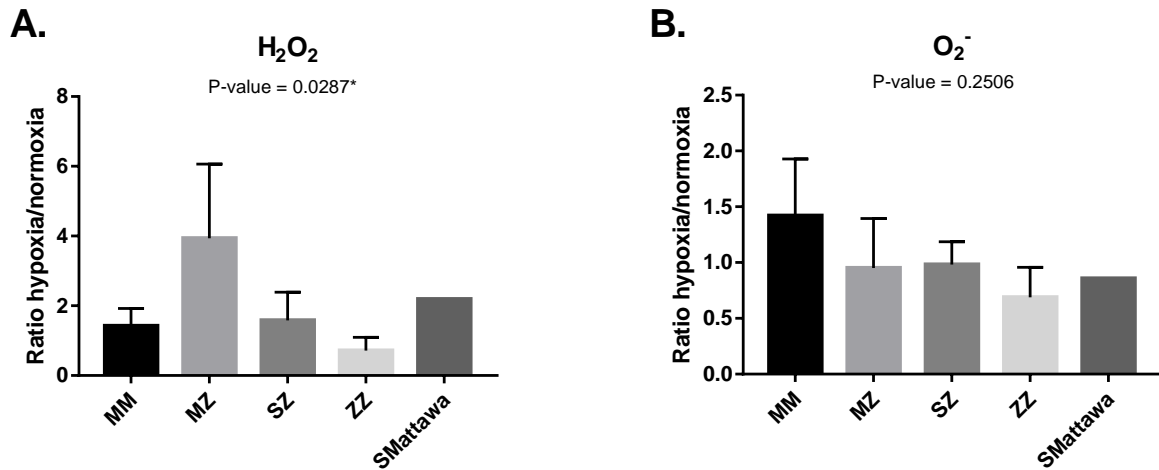 A.
H₂O₂
P-value = 0.0287*
Ratio hypoxia/normoxia
8
6
4
2
0
MM
MZ
SZ
ZZ
SMattawa
B.
O₂⁻
P-value = 0.2506
Ratio hypoxia/normoxia
2.5
2.0
1.5
1.0
0.5
0.0
MM
MZ
SZ
ZZ
SMattawa